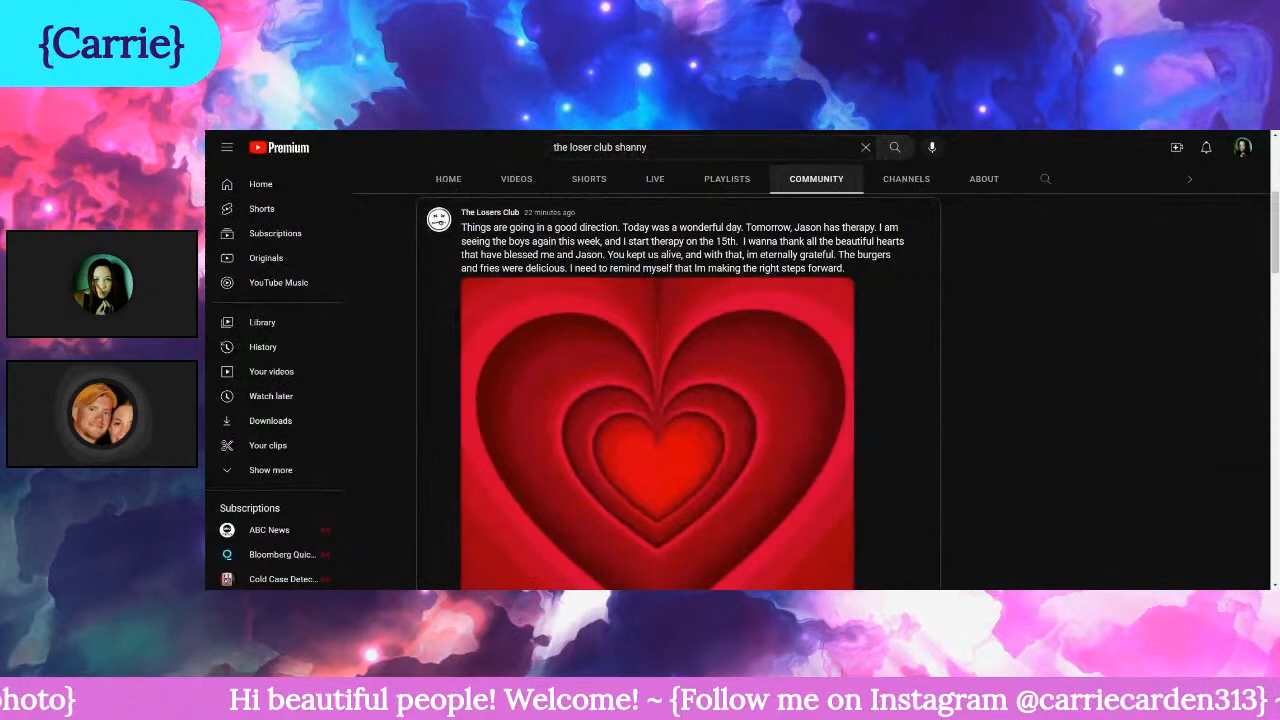 {Carrie}
Premium
the loser club shanny
HOME VIDEOS SHORTS LIVE PLAYLISTS COMMUNITY CHANNELS ABOUT
Home
Shorts
Subscriptions
Originals
YouTube Music
Library
History
Your videos
Watch later
Downloads
Your clips
Show more
Subscriptions
ABC News
Bloomberg Quic...
Cold Case Detec...
The Losers Club 22 minutes ago
Things are going in a good direction. Today was a wonderful day. Tomorrow, Jason has therapy. I am
seeing the boys again this week, and I start therapy on the 15th. I wanna thank all the beautiful hearts
that have blessed me and Jason. You kept us alive, and with that, im eternally grateful. The burgers
and fries were delicious. I need to remind myself that Im making the right steps forward.
photo} Hi beautiful people! Welcome! ~ {Follow me on Instagram @carriecarden313}